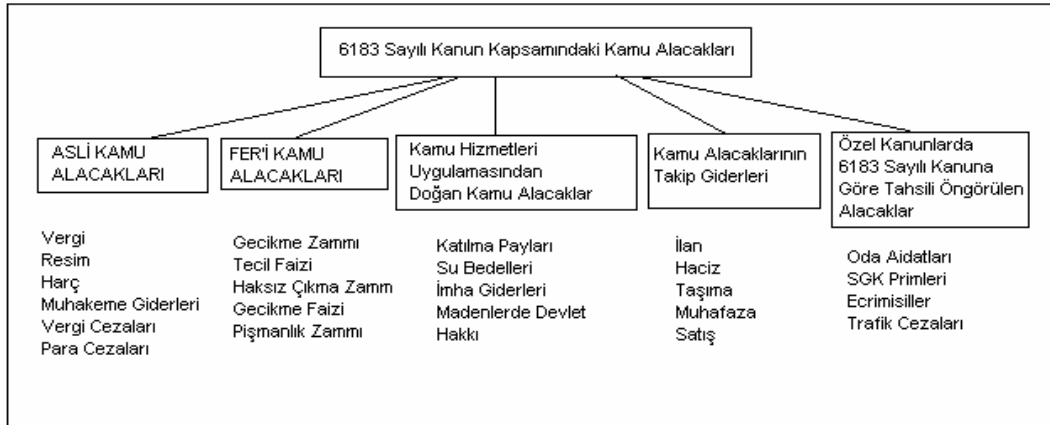 6183 Sayılı Kanun Kapsamındaki Kamu Alacakları
ASLİ KAMU
ALACAKLARI
Vergi
Resim
Harç
Muhakeme Giderleri
Vergi Cezaları
Para Cezaları
FER'İ KAMU
ALACAKLARI
Gecikme Zammı
Tecil Faizi
Haksız Çıkma Zamm
Gecikme Faizi
Pişmanlık Zammı
Kamu Hizmetleri
Uygulamasından
Doğan Kamu Alacaklar
Katılma Payları
Su Bedelleri
İmha Giderleri
Madenlerde Devlet
Hakkı
Kamu Alacaklarının
Takip Giderleri
İlan
Haciz
Taşıma
Muhafaza
Satış
Özel Kanunlarda
6183 Sayılı Kanuna
Göre Tahsili Öngörülen
Alacaklar
Oda Aidatları
SGK Primleri
Ecrimisiller
Trafik Cezaları